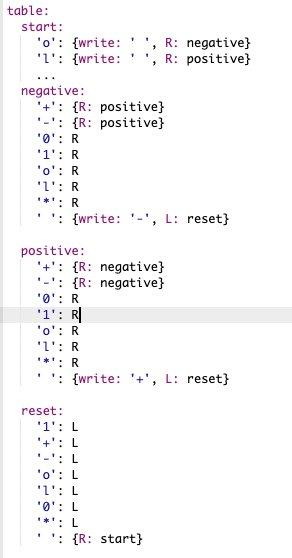 table:
  start:
    'o': {write: ' ', R: negative}
    'l': {write: ' ', R: positive}
    ...
  negative:
    '+': {R: positive}
    '-': {R: positive}
    '0': R
    '1': R
    'o': R
    'l': R
    '*': R
    ' ': {write: '-', L: reset}

  positive:
    '+': {R: negative}
    '-': {R: negative}
    '0': R
    '1': R
    'o': R
    'l': R
    '*': R
    ' ': {write: '+', L: reset}

  reset:
    '1': L
    '+': L
    '-': L
    'o': L
    'l': L
    '0': L
    '*': L
    ' ': {R: start}